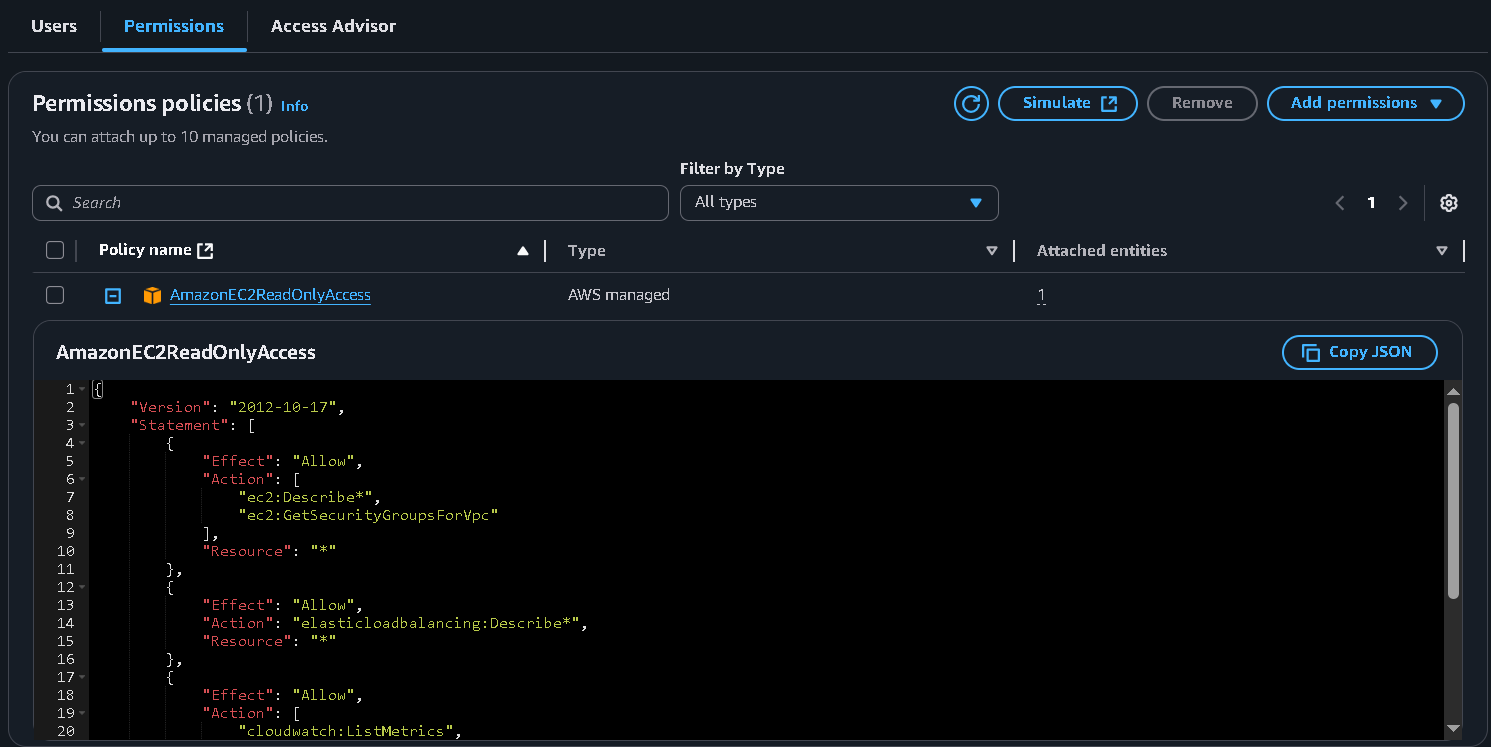 Users Permissions Access Advisor
Permissions policies (1) Info
Simulate Remove Add permissions
You can attach up to 10 managed policies.
Filter by Type
Search All types 1
Policy name Type Attached entities
AmazonEC2ReadOnlyAccess AWS managed 1
AmazonEC2ReadOnlyAccess Copy JSON
1 {
2 "Version": "2012-10-17",
3 "Statement": [
4 {
5 "Effect": "Allow",
6 "Action": [
7 "ec2:Describe*",
8 "ec2:GetSecurityGroupsForVpc"
9 ],
10 "Resource": "*"
11 },
12 {
13 "Effect": "Allow",
14 "Action": "elasticloadbalancing:Describe*",
15 "Resource": "*"
16 },
17 {
18 "Effect": "Allow",
19 "Action": [
20 "cloudwatch:ListMetrics",